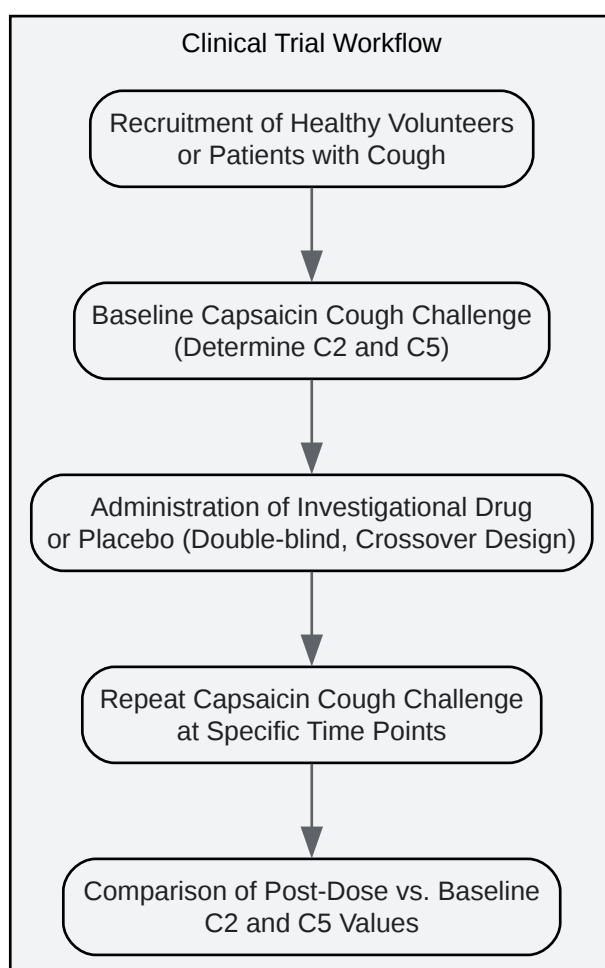 Clinical Trial Workflow
Recruitment of Healthy Volunteers
or Patients with Cough
Baseline Capsaicin Cough Challenge
(Determine C2 and C5)
Administration of Investigational Drug
or Placebo (Double-blind, Crossover Design)
Repeat Capsaicin Cough Challenge
at Specific Time Points
Comparison of Post-Dose vs. Baseline
C2 and C5 Values